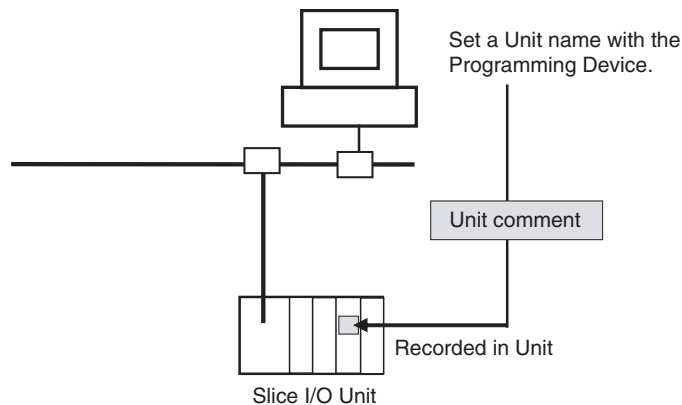 Set a Unit name with the
Programming Device.
Unit comment
Recorded in Unit
Slice I/O Unit